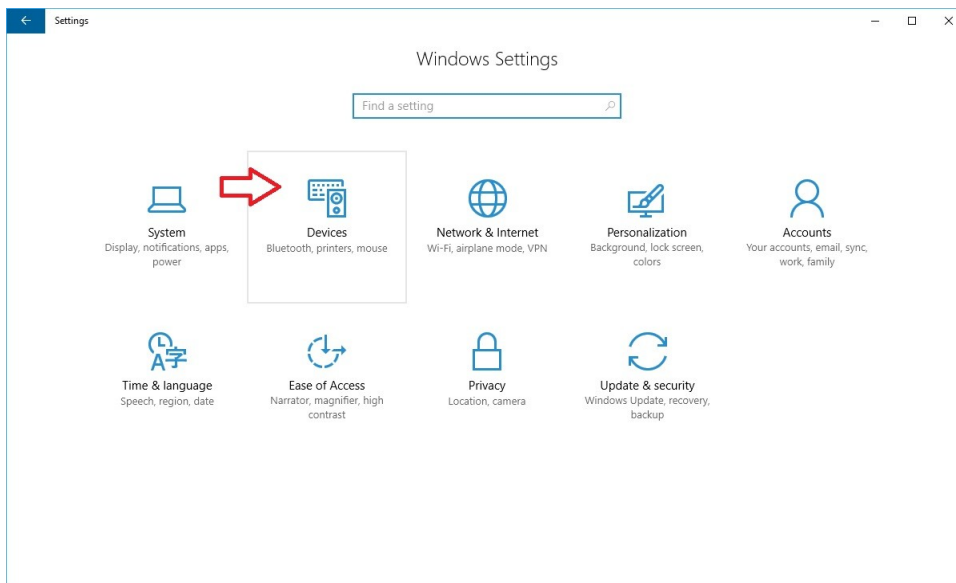 Settings
Windows Settings
Find a setting
System
Display, notifications, apps,
power
Devices
Bluetooth, printers, mouse
Network & Internet
Wi-Fi, airplane mode, VPN
Personalization
Background, lock screen,
colors
Accounts
Your accounts, email, sync,
work, family
A字
Time & language
Speech, region, date
Ease of Access
Narrator, magnifier, high
contrast
Privacy
Location, camera
Update & security
Windows Update, recovery,
backup